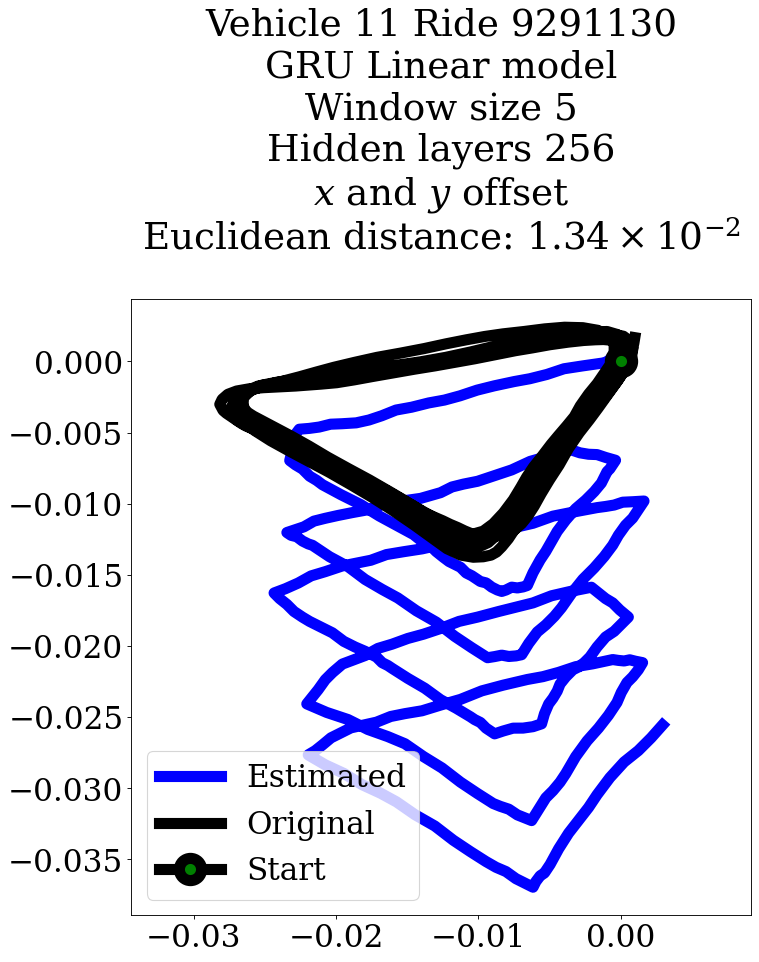 Vehicle 11 Ride 9291130
GRU Linear model
Window size 5
Hidden layers 256
x and y offset
Euclidean distance: 1.34 × 10⁻²
0.000
−0.005
−0.010
−0.015
−0.020
−0.025
−0.030
−0.035
Estimated
Original
Start
−0.03 −0.02 −0.01 0.00